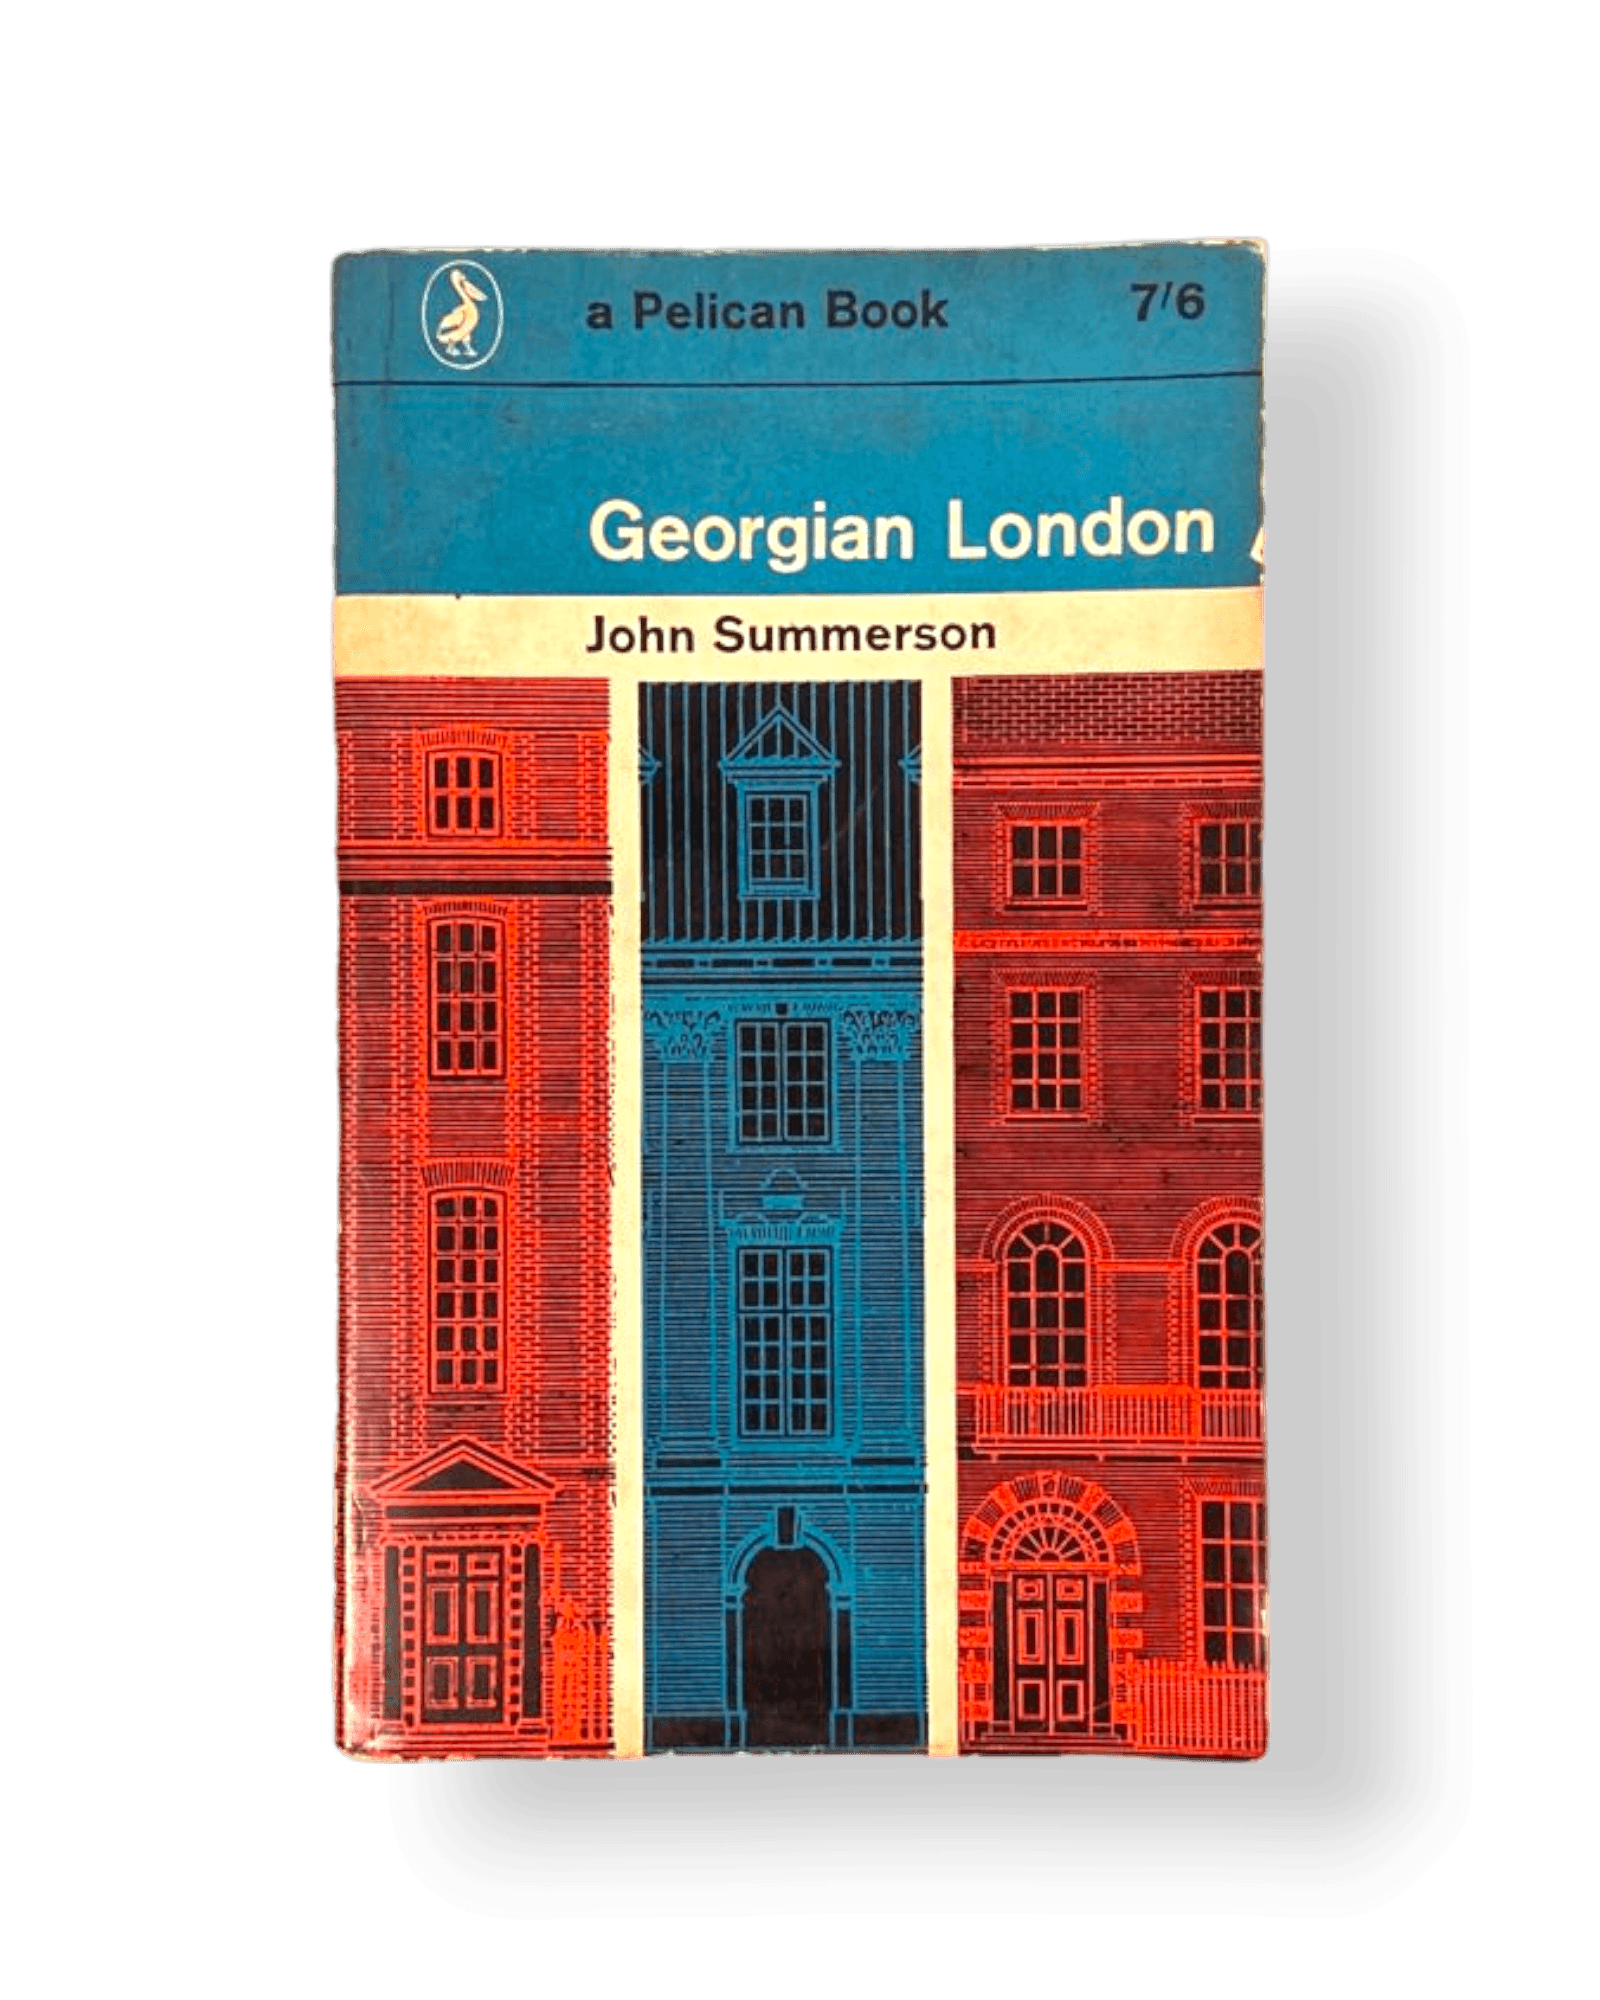 a Pelican Book
7/6
Georgian London
John Summerson